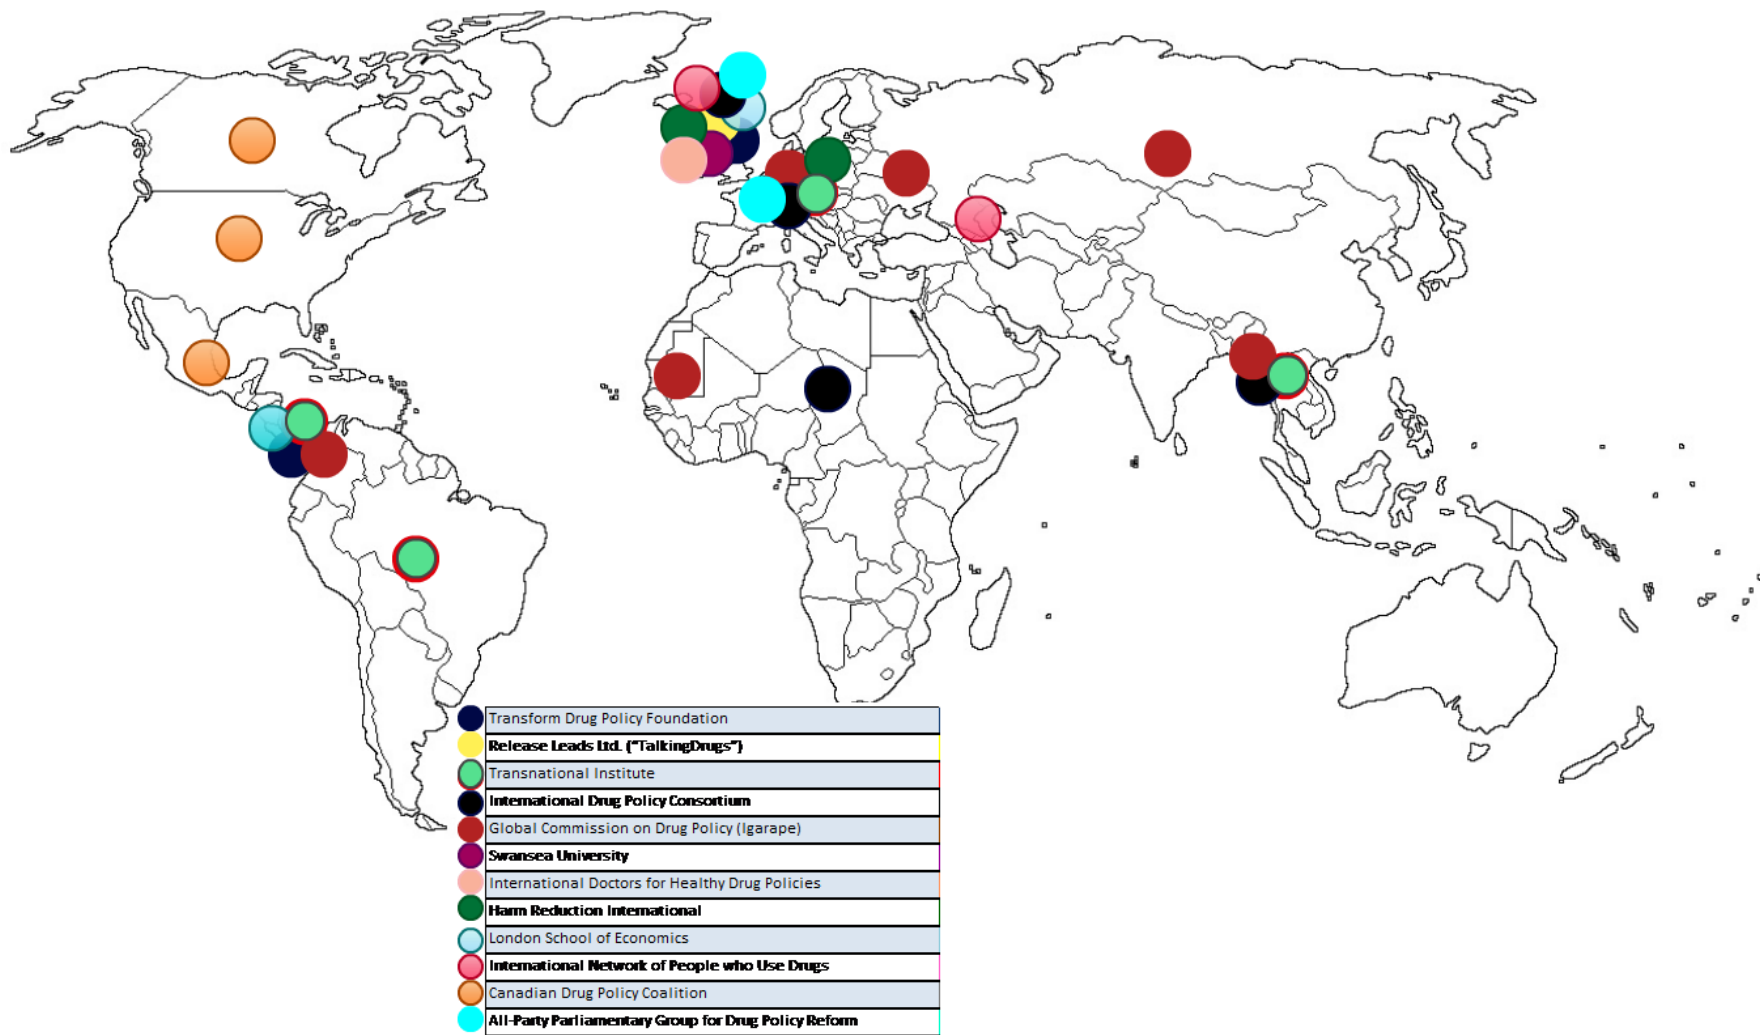 Transform Drug Policy Foundation
Release Leads Ltd. ("TalkingDrugs")
Transnational Institute
International Drug Policy Consortium
Global Commission on Drug Policy (Igarape)
Swansea University
International Doctors for Healthy Drug Policies
Harm Reduction International
London School of Economics
International Network of People who Use Drugs
Canadian Drug Policy Coalition
All-Party Parliamentary Group for Drug Policy Reform